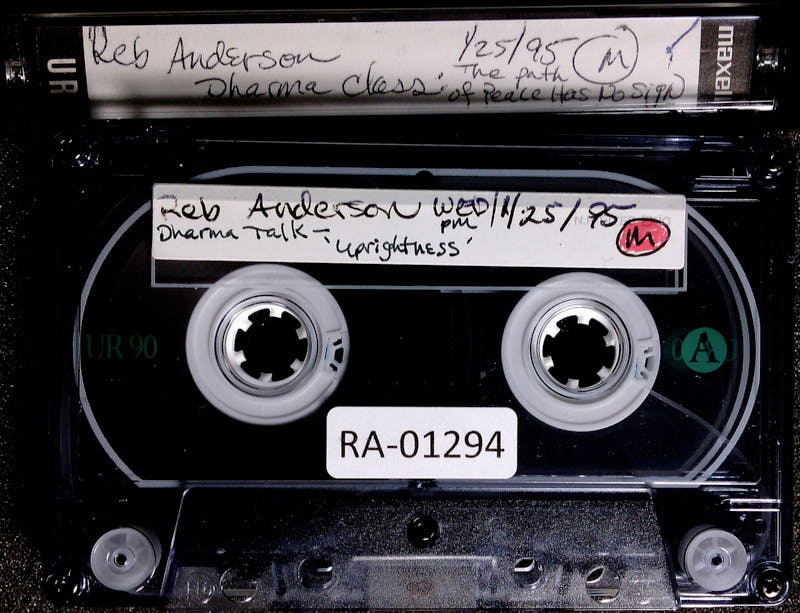 Reb Anderson 1/25/95 M
Dharma Class: The path
of Peace Has No Sign
UR
maxell
Reb Anderson WED 1/25/95
pm
Dharma Talk - 'uprightness' M
UR 90
A
RA-01294